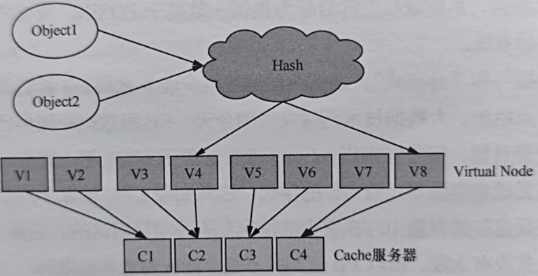 Object1
Hash
Object2
V1 V2 V3 V4 V5 V6 V7 V8 Virtual Node
C1 C2 C3 C4 Cache服务器